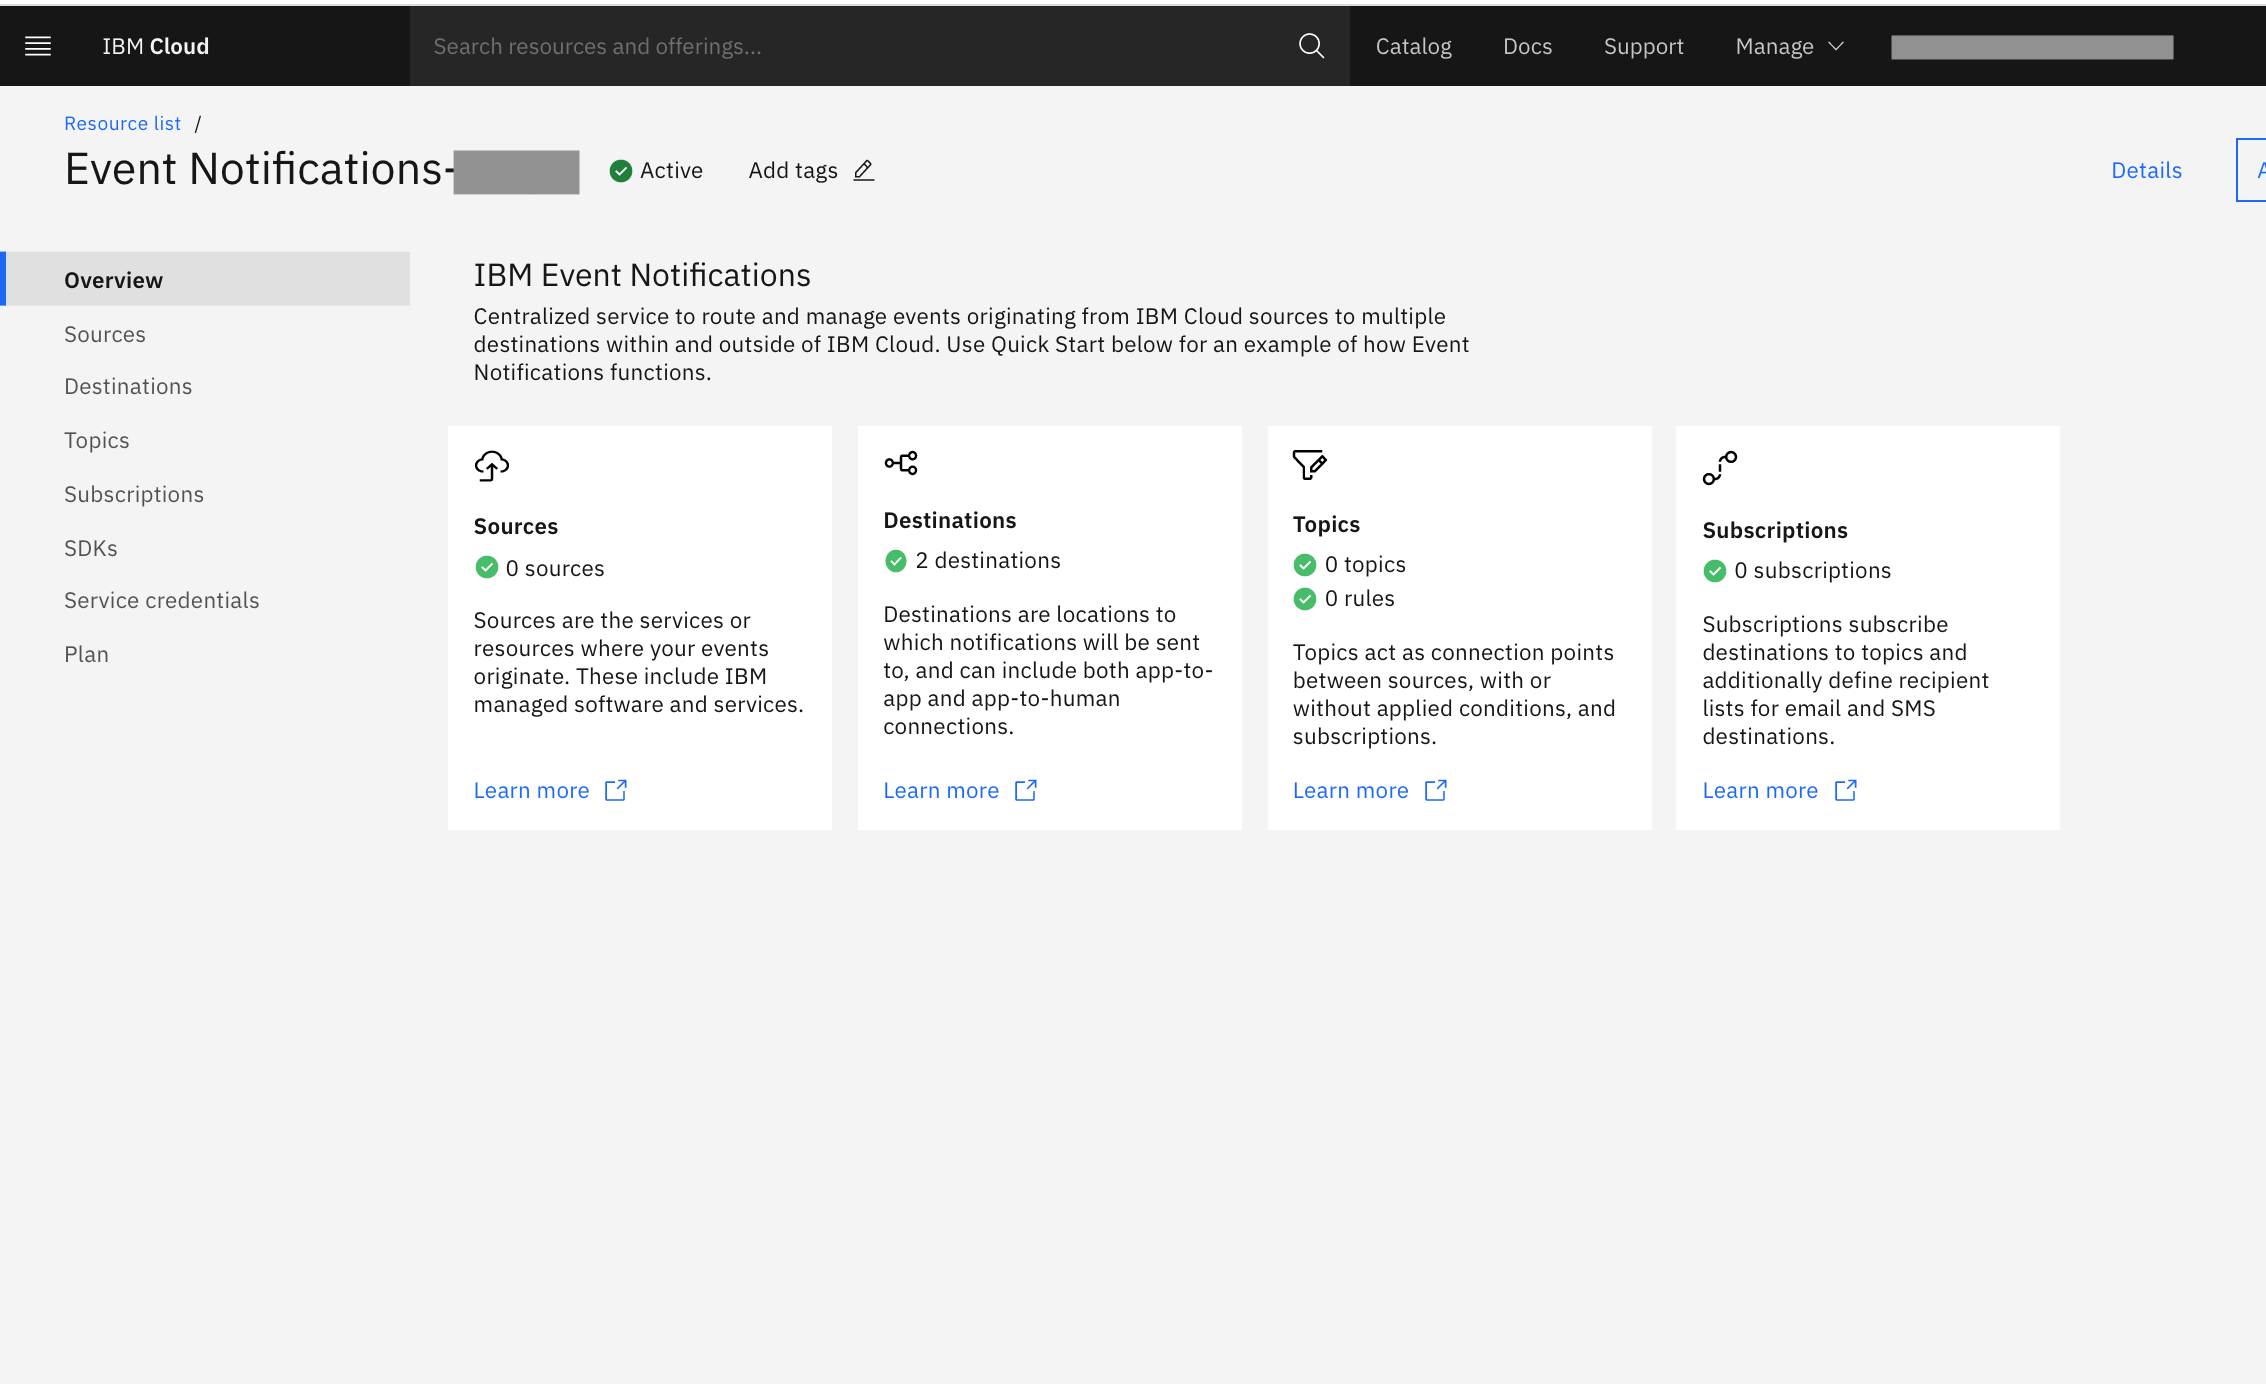 IBM Cloud
Search resources and offerings...
Catalog
Docs
Support
Manage
Resource list /
Event Notifications-
Active
Add tags
Details
A
Overview
Sources
Destinations
Topics
Subscriptions
SDKs
Service credentials
Plan
IBM Event Notifications
Centralized service to route and manage events originating from IBM Cloud sources to multiple
destinations within and outside of IBM Cloud. Use Quick Start below for an example of how Event
Notifications functions.
Sources
0 sources
Sources are the services or
resources where your events
originate. These include IBM
managed software and services.
Learn more
Destinations
2 destinations
Destinations are locations to
which notifications will be sent
to, and can include both app-to-
app and app-to-human
connections.
Learn more
Topics
0 topics
0 rules
Topics act as connection points
between sources, with or
without applied conditions, and
subscriptions.
Learn more
Subscriptions
0 subscriptions
Subscriptions subscribe
destinations to topics and
additionally define recipient
lists for email and SMS
destinations.
Learn more